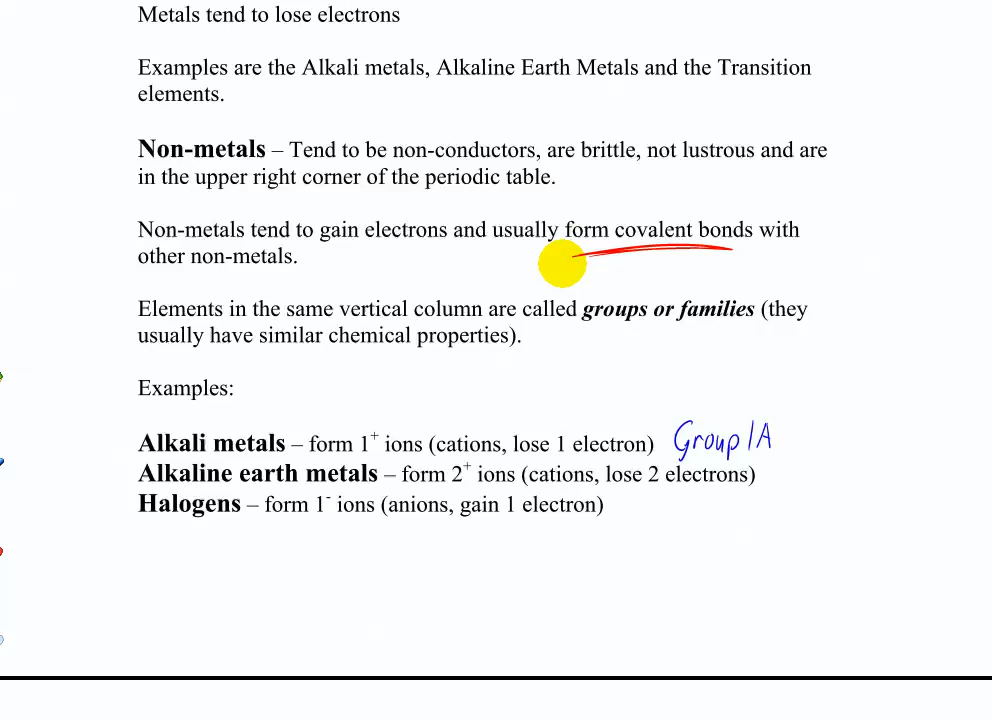 Metals tend to lose electrons
Examples are the Alkali metals, Alkaline Earth Metals and the Transition
elements.
Non-metals – Tend to be non-conductors, are brittle, not lustrous and are
in the upper right corner of the periodic table.
Non-metals tend to gain electrons and usually form covalent bonds with
other non-metals.
Elements in the same vertical column are called groups or families (they
usually have similar chemical properties).
Examples:
Alkali metals – form 1⁺ ions (cations, lose 1 electron) Group 1A
Alkaline earth metals – form 2⁺ ions (cations, lose 2 electrons)
Halogens – form 1⁻ ions (anions, gain 1 electron)